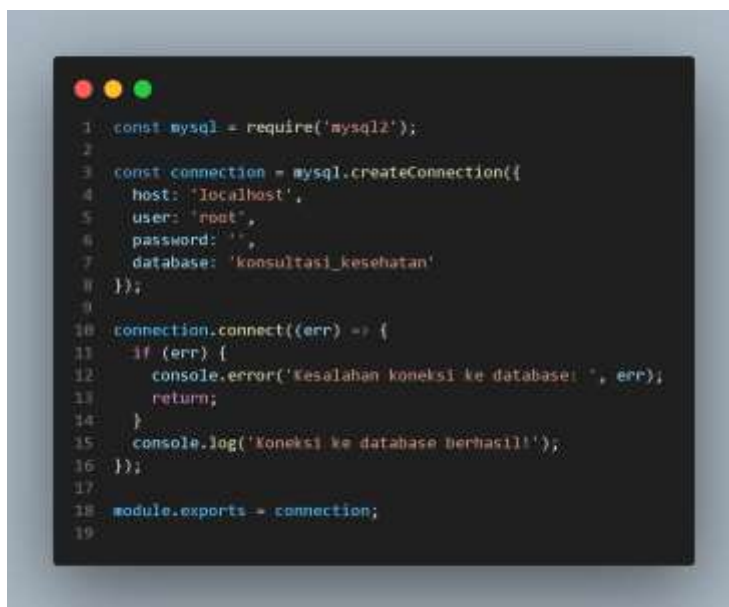 1 const mysql = require('mysql2');
2
3 const connection = mysql.createConnection({
4 host: 'localhost',
5 user: 'root',
6 password: '',
7 database: 'konsultasi_kesehatan'
8 });
9
10 connection.connect((err) => {
11 if (err) {
12 console.error('Kesalahan koneksi ke database: ', err);
13 return;
14 }
15 console.log('Koneksi ke database berhasil!');
16 });
17
18 module.exports = connection;
19